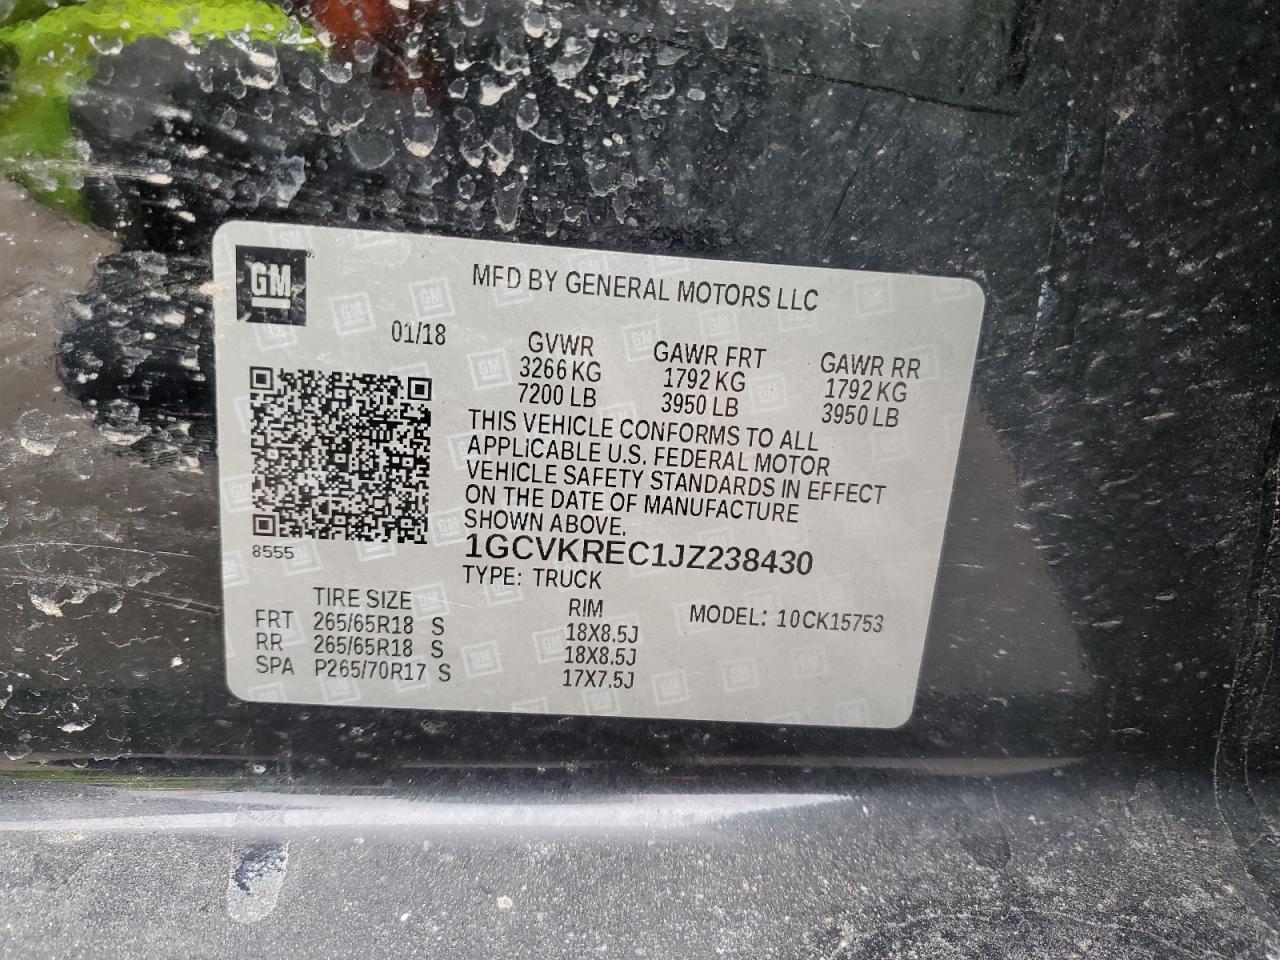 GM
MFD BY GENERAL MOTORS LLC
01/18
GVWR GAWR FRT GAWR RR
3266 KG 1792 KG 1792 KG
7200 LB 3950 LB 3950 LB
THIS VEHICLE CONFORMS TO ALL
APPLICABLE U.S. FEDERAL MOTOR
VEHICLE SAFETY STANDARDS IN EFFECT
ON THE DATE OF MANUFACTURE
SHOWN ABOVE.
8555
1GCVKREC1JZ238430
TYPE: TRUCK
TIRE SIZE RIM MODEL: 10CK15753
FRT 265/65R18 S 18X8.5J
RR 265/65R18 S 18X8.5J
SPA P265/70R17 S 17X7.5J